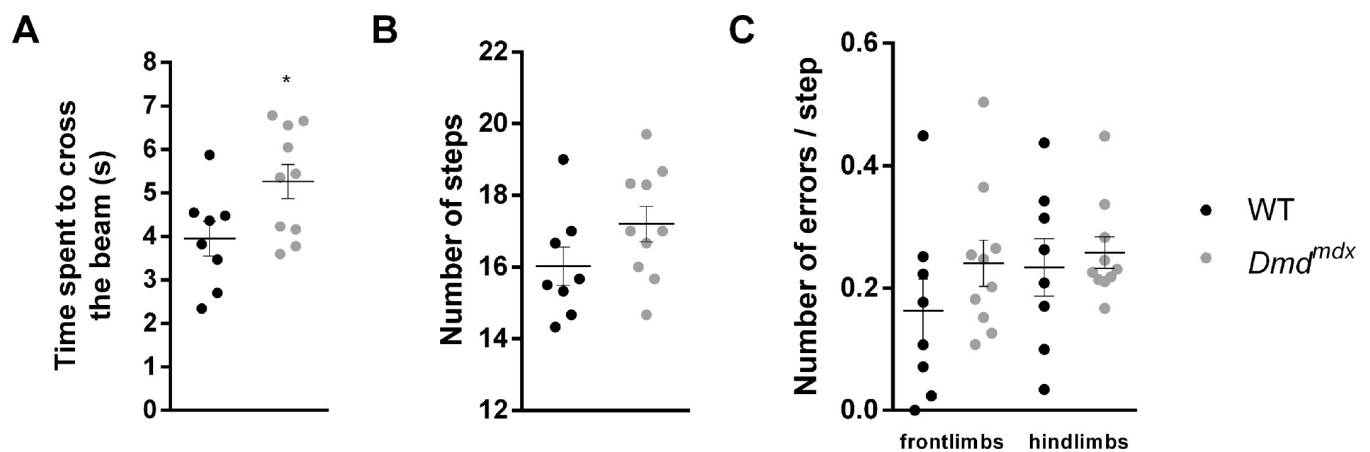 A
Time spent to cross
the beam (s)
8
7
6
5
4
3
2
1
0
*
B
Number of steps
22
20
18
16
14
12
C
Number of errors / step
0.6
0.4
0.2
0.0
frontlimbs
hindlimbs
WT
Dmd^mdx